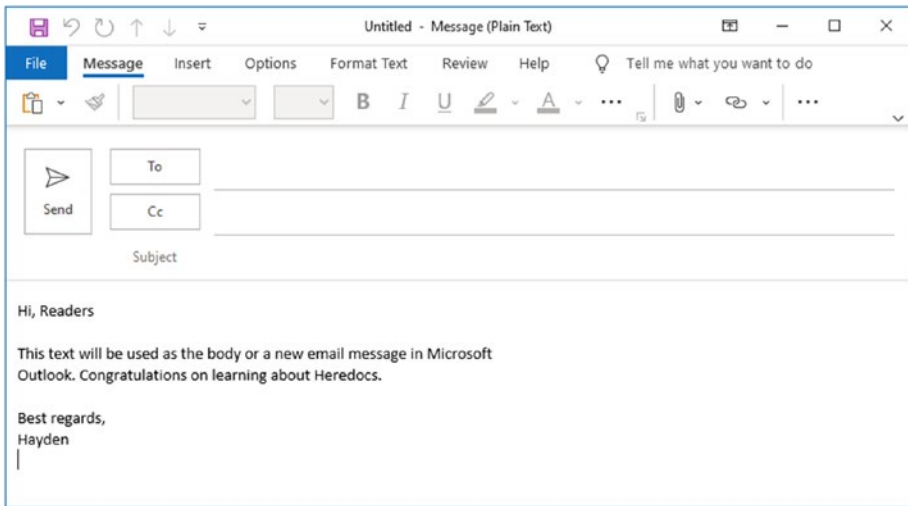 Untitled - Message (Plain Text)
File Message Insert Options Format Text Review Help Tell me what you want to do
B I U A
To
Send
Cc
Subject
Hi, Readers
This text will be used as the body or a new email message in Microsoft
Outlook. Congratulations on learning about Heredocs.
Best regards,
Hayden